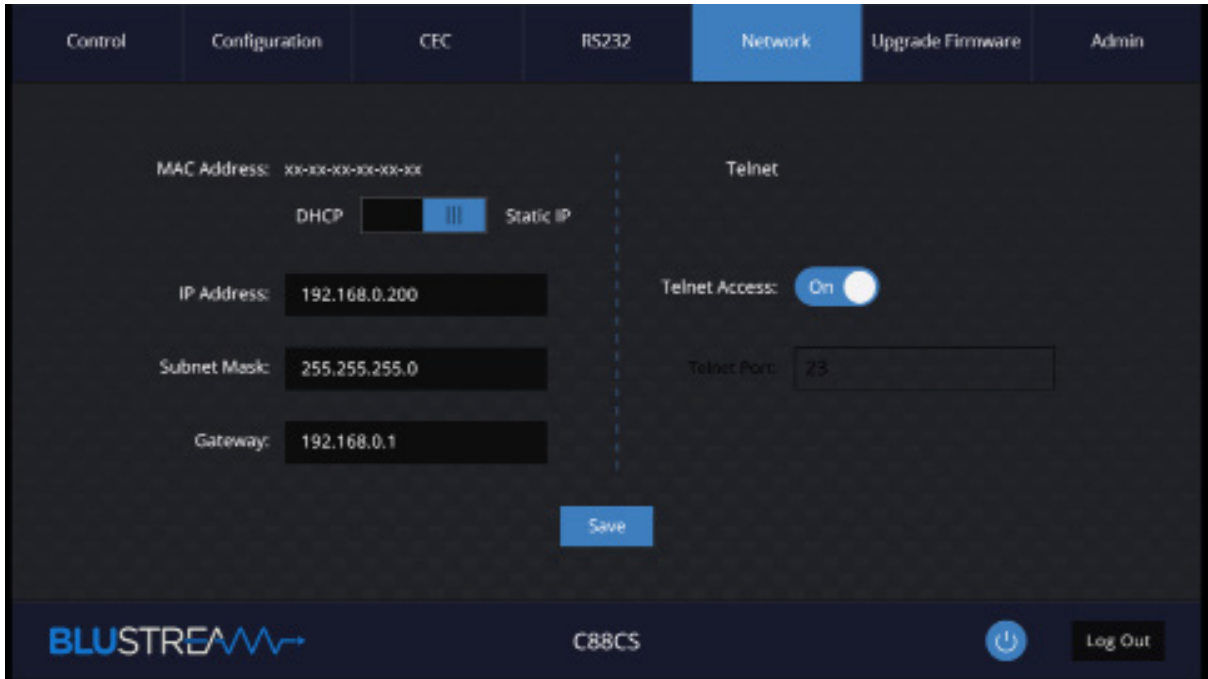 Control Configuration CEC RS232 Network Upgrade Firmware Admin
MAC Address: xx-xx-xx-xx-xx-xx
DHCP Static IP
IP Address: 192.168.0.200
Subnet Mask: 255.255.255.0
Gateway: 192.168.0.1
Telnet
Telnet Access: On
Telnet Port: 23
Save
BLUSTREAM C88CS Log Out